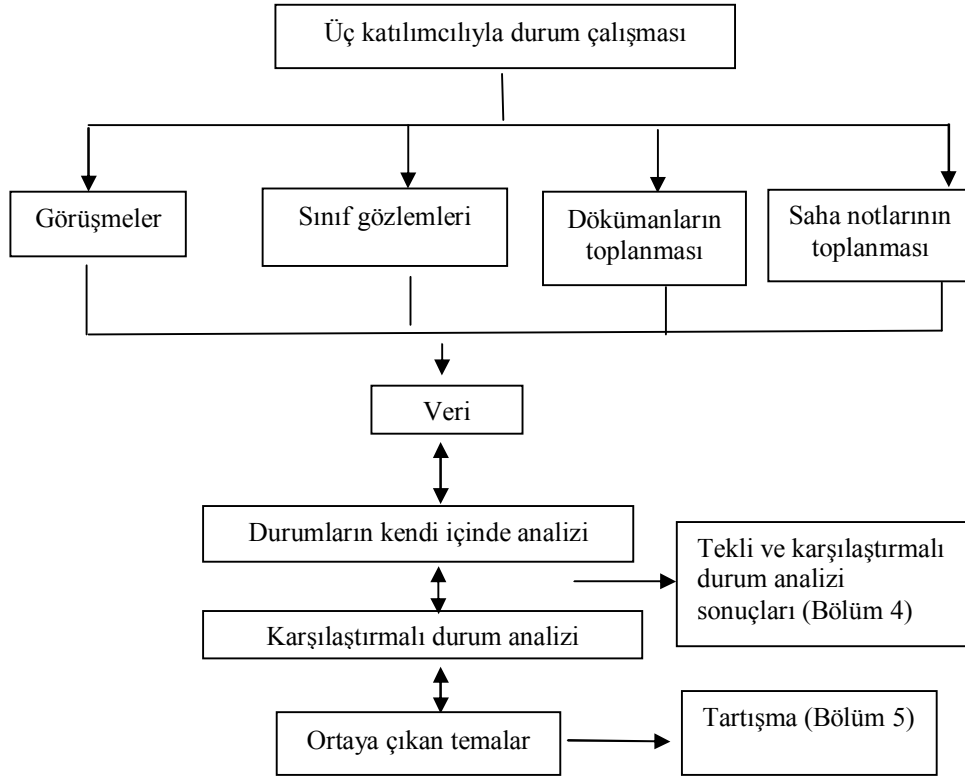 Üç katılımcılıyla durum çalışması
Görüşmeler
Sınıf gözlemleri
Dökümanların
toplanması
Saha notlarının
toplanması
Veri
Durumların kendi içinde analizi
Tekli ve karşılaştırmalı
durum analizi
sonuçları (Bölüm 4)
Karşılaştırmalı durum analizi
Ortaya çıkan temalar
Tartışma (Bölüm 5)